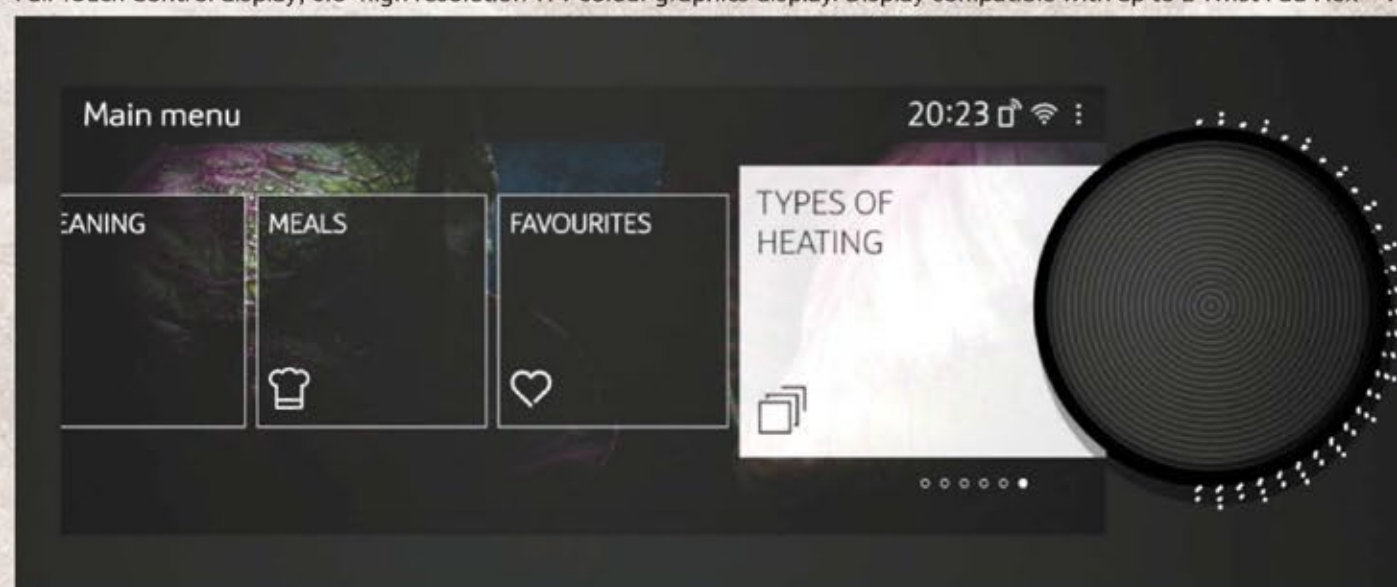 Main menu
20:23
EANING
MEALS
FAVOURITES
TYPES OF
HEATING